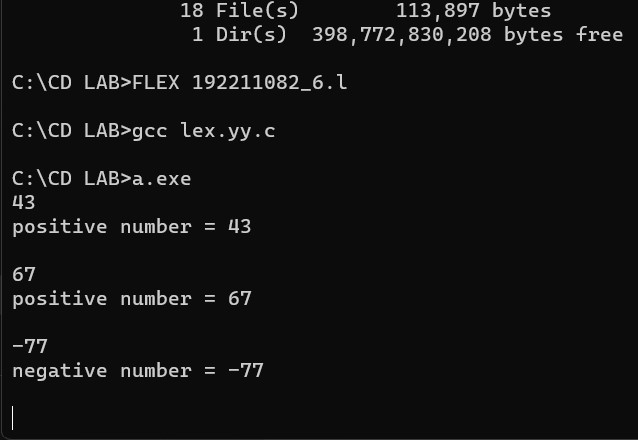 18 File(s) 113,897 bytes
1 Dir(s) 398,772,830,208 bytes free
C:\CD LAB>FLEX 192211082_6.l
C:\CD LAB>gcc lex.yy.c
C:\CD LAB>a.exe
43
positive number = 43
67
positive number = 67
-77
negative number = -77